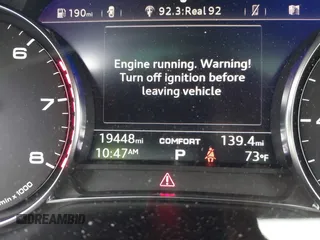 190mi 92.3:Real 92
Engine running. Warning!
Turn off ignition before
leaving vehicle
19448mi COMFORT 139.4mi
10:47AM P 73°F
6
7
8
min x 1000
DREAMBID